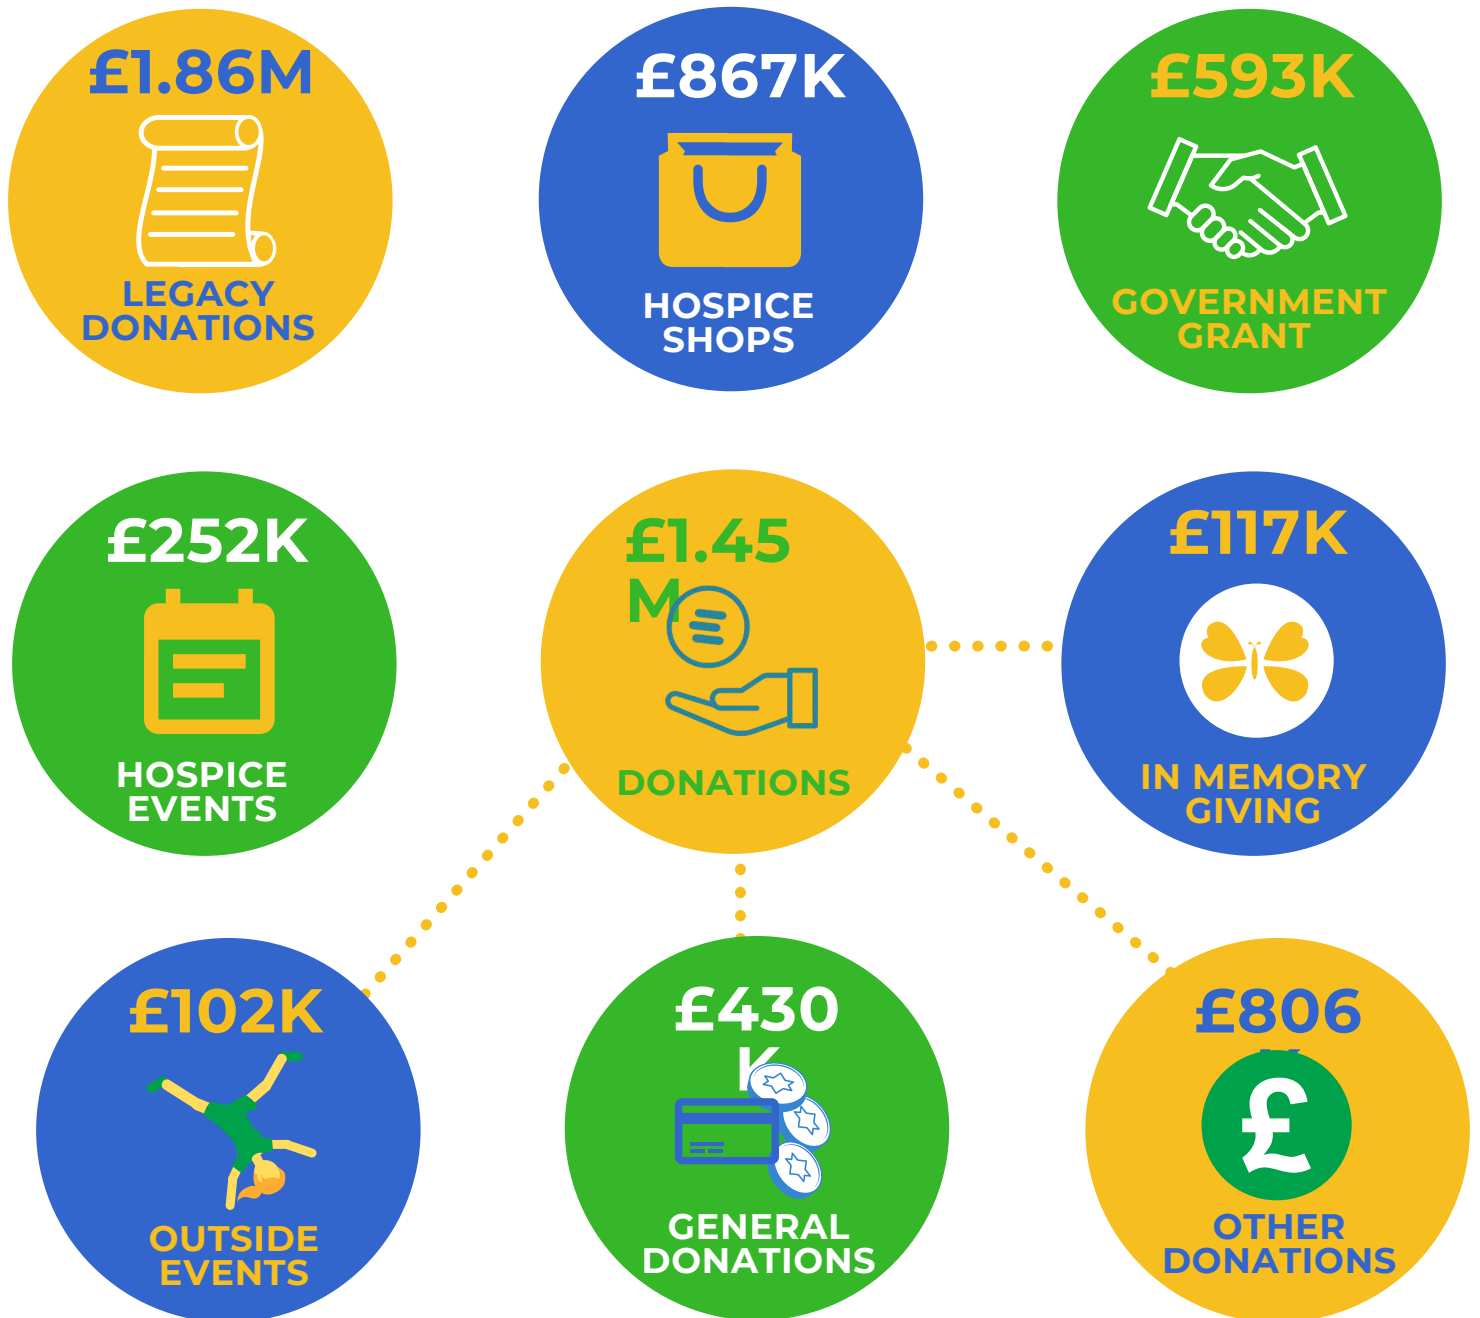 £1.86M
LEGACY
DONATIONS
£867K
HOSPICE
SHOPS
£593K
GOVERNMENT
GRANT
£252K
HOSPICE
EVENTS
£1.45
M
DONATIONS
£117K
IN MEMORY
GIVING
£102K
OUTSIDE
EVENTS
£430
K
GENERAL
DONATIONS
£806
£
OTHER
DONATIONS